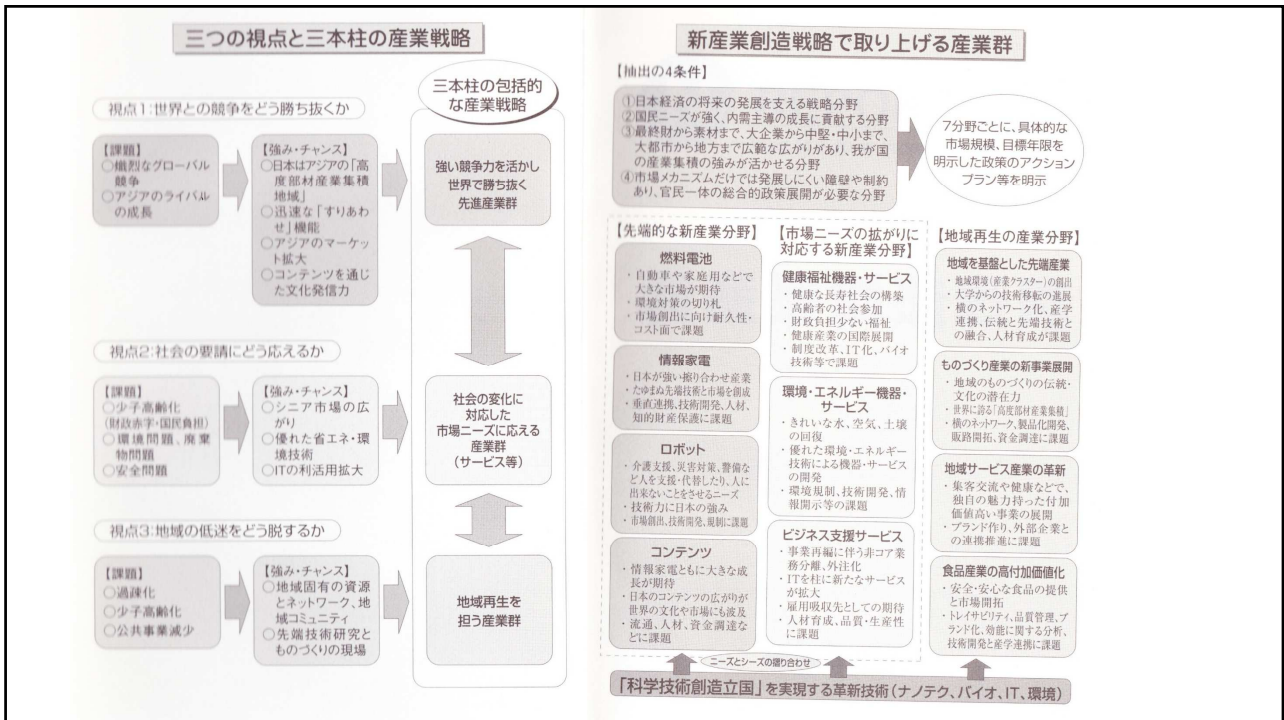 三つの視点と三本柱の産業戦略
三本柱の包括的
な産業戦略
視点1:世界との競争をどう勝ち抜くか
【課題】
○熾烈なグローバル
競争
○アジアのライバル
の成長
【強み・チャンス】
○日本はアジアの「高
度部材産業集積
地域」
○迅速な「すりあわ
せ」機能
○アジアのマーケッ
ト拡大
○コンテンツを通じ
た文化発信力
強い競争力を活かし
世界で勝ち抜く
先進産業群
視点2:社会の要請にどう応えるか
【課題】
○少子高齢化
(財政赤字・国民負担)
○環境問題、廃棄
物問題
○安全問題
【強み・チャンス】
○シニア市場の広
がり
○優れた省エネ・環
境技術
○ITの利活用拡大
社会の変化に
対応した
市場ニーズに応える
産業群
(サービス等)
視点3:地域の低迷をどう脱するか
【課題】
○過疎化
○少子高齢化
○公共事業減少
【強み・チャンス】
○地域固有の資源
とネットワーク、地
域コミュニティ
○先端技術研究と
ものづくりの現場
地域再生を
担う産業群
新産業創造戦略で取り上げる産業群
【抽出の4条件】
①日本経済の将来の発展を支える戦略分野
②国民ニーズが強く、内需主導の成長に貢献する分野
③最終財から素材まで、大企業から中堅・中小まで、
大都市から地方まで広範な広がりがあり、我が国
の産業集積の強みが活かせる分野
④市場メカニズムだけでは発展しにくい障壁や制約
あり、官民一体の総合的政策展開が必要な分野
7分野ごとに、具体的な
市場規模、目標年限を
明示した政策のアクション
プラン等を明示
【先端的な新産業分野】
燃料電池
・自動車や家庭用などで
大きな市場が期待
・環境対策の切り札
・市場創出に向け耐久性・
コスト面で課題
情報家電
・日本が強い擦り合わせ産業
・たゆまぬ先端技術と市場を創成
・垂直連携、技術開発、人材、
知的財産保護に課題
ロボット
・介護支援、災害対策、警備な
ど人を支援・代替したり、人に
出来ないことをさせるニーズ
・技術力に日本の強み
・市場創出、技術開発、規制に課題
コンテンツ
・情報家電ともに大きな成
長が期待
・日本のコンテンツの広がりが
世界の文化や市場にも波及
・流通、人材、資金調達な
どに課題
【市場ニーズの拡がりに
対応する新産業分野】
健康福祉機器・サービス
・健康な長寿社会の構築
・高齢者の社会参加
・財政負担少ない福祉
・健康産業の国際展開
・制度改革、IT化、バイオ
技術等で課題
環境・エネルギー機器・
サービス
・きれいな水、空気、土壌
の回復
・優れた環境・エネルギー
技術による機器・サービス
の開発
・環境規制、技術開発、情
報開示等の課題
ビジネス支援サービス
・事業再編に伴う非コア業
務分離、外注化
・ITを柱に新たなサービス
が拡大
・雇用吸収先としての期待
・人材育成、品質・生産性
に課題
【地域再生の産業分野】
地域を基盤とした先端産業
・地域環境(産業クラスター)の創出
・大学からの技術移転の進展
・横のネットワーク化、産学
連携、伝統と先端技術と
の融合、人材育成が課題
ものづくり産業の新事業展開
・地域のものづくりの伝統・
文化の潜在力
・世界に誇る「高度部材産業集積」
・横のネットワーク、製品化開発、
販路開拓、資金調達に課題
地域サービス産業の革新
・集客交流や健康などで、
独自の魅力持った付加
価値高い事業の展開
・ブランド作り、外部企業と
の連携推進に課題
食品産業の高付加価値化
・安全・安心な食品の提供
と市場開拓
・トレイサビリティ、品質管理、ブ
ランド化、効能に関する分析、
技術開発と産学連携に課題
ニーズとシーズの摺り合わせ
「科学技術創造立国」を実現する革新技術(ナノテク、バイオ、IT、環境)